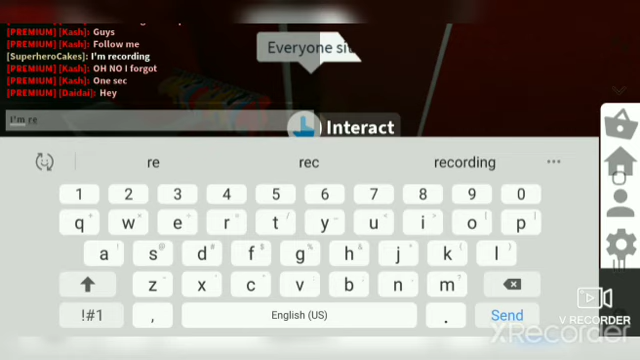 [PREMIUM] [Kash]: Guys
[PREMIUM] [Kash]: Follow me
[SuperheroCakes]: I'm recording
[PREMIUM] [Kash]: OH NO I forgot
[PREMIUM] [Kash]: One sec
[PREMIUM] [Daidai]: Hey
Everyone sit
I'm re
Interact
re rec recording ...
1 2 3 4 5 6 7 8 9 0
q w e r t y u i o p
a s d f g h j k l
z x c v b n m
!#1 , English (US) . Send
V RECORDER
XRecorder